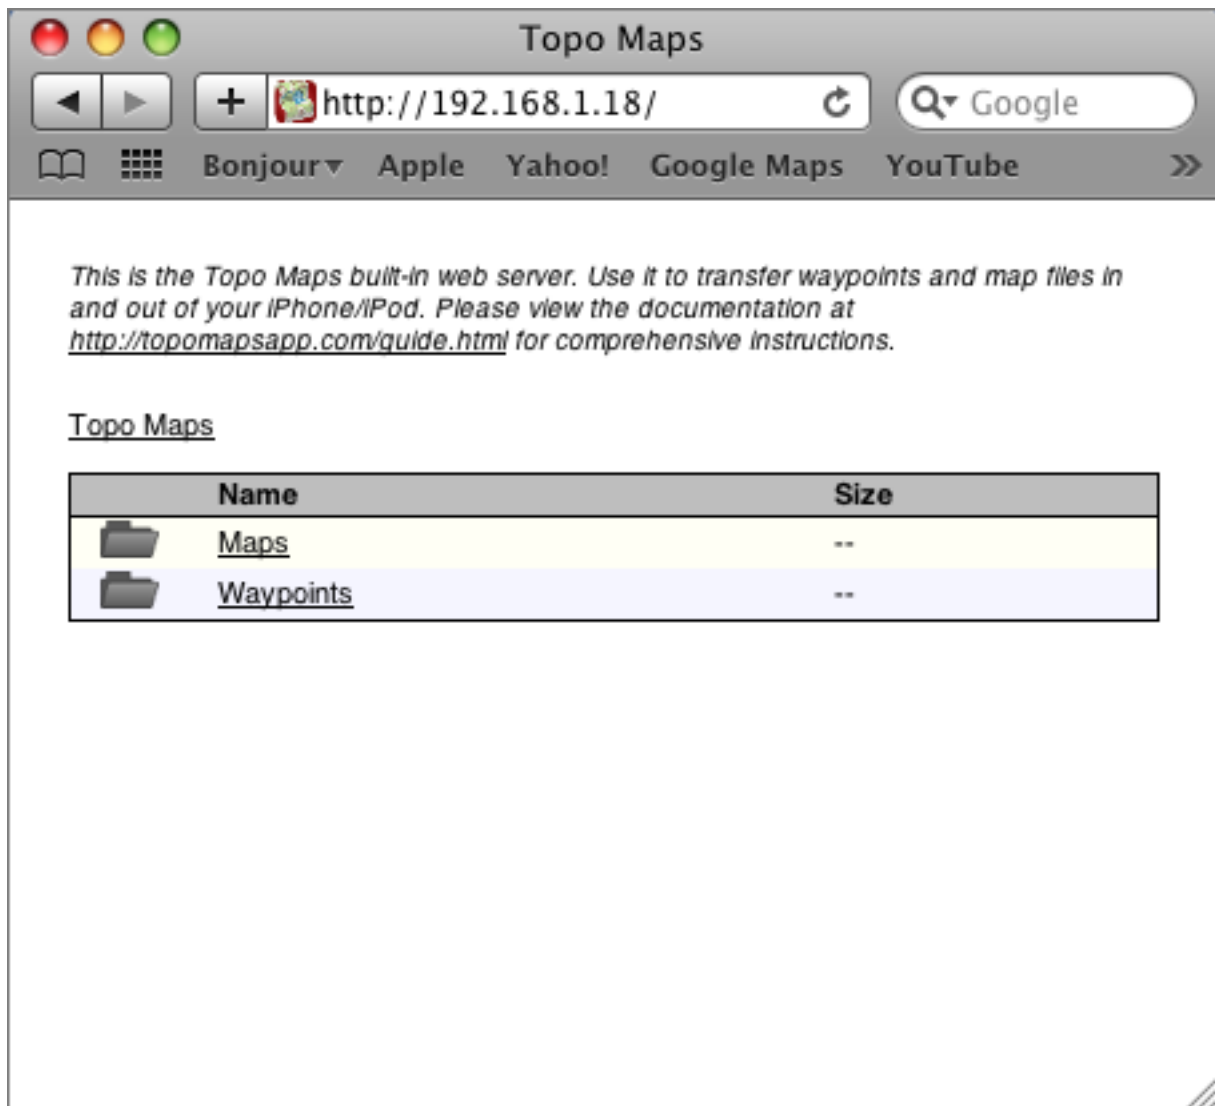 Topo Maps
http://192.168.1.18/ Google
Bonjour Apple Yahoo! Google Maps YouTube
This is the Topo Maps built-in web server. Use it to transfer waypoints and map files in
and out of your iPhone/iPod. Please view the documentation at
http://topomapsapp.com/guide.html for comprehensive instructions.
Topo Maps
Name Size
Maps --
Waypoints --